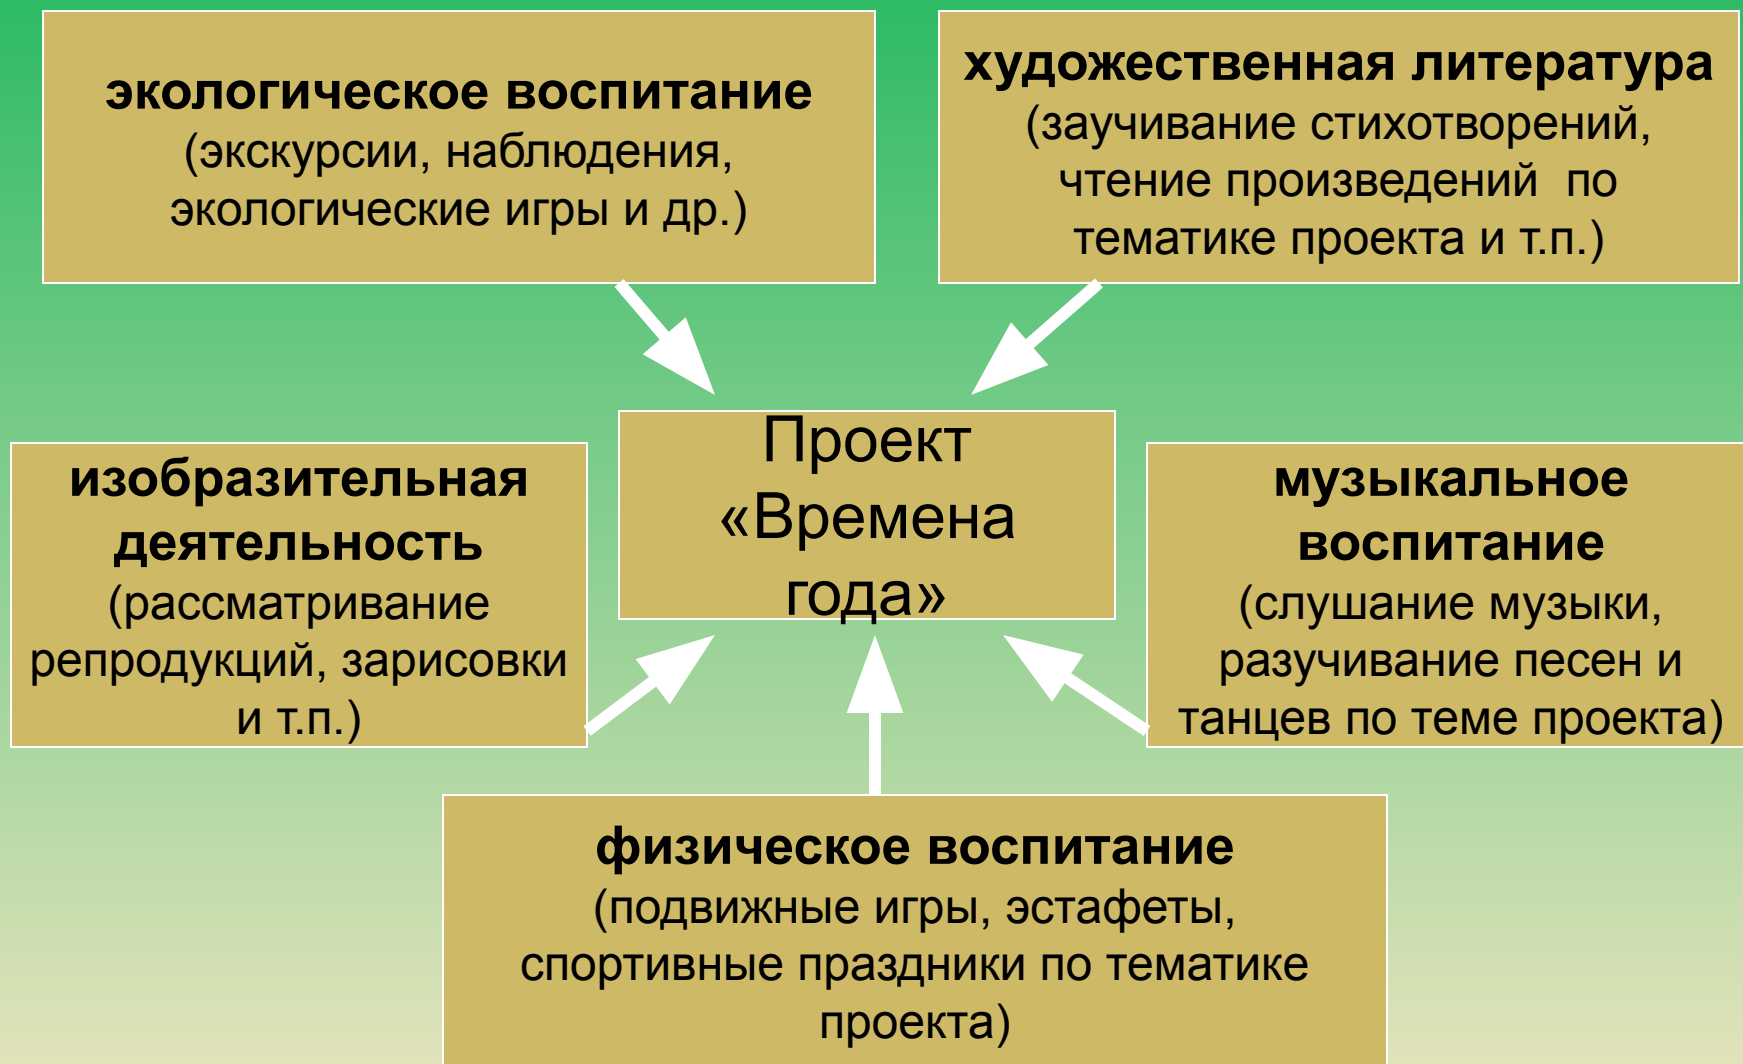 экологическое воспитание
(экскурсии, наблюдения,
экологические игры и др.)
художественная литература
(заучивание стихотворений,
чтение произведений по
тематике проекта и т.п.)
Проект
«Времена
года»
изобразительная
деятельность
(рассматривание
репродукций, зарисовки
и т.п.)
музыкальное
воспитание
(слушание музыки,
разучивание песен и
танцев по теме проекта)
физическое воспитание
(подвижные игры, эстафеты,
спортивные праздники по тематике
проекта)